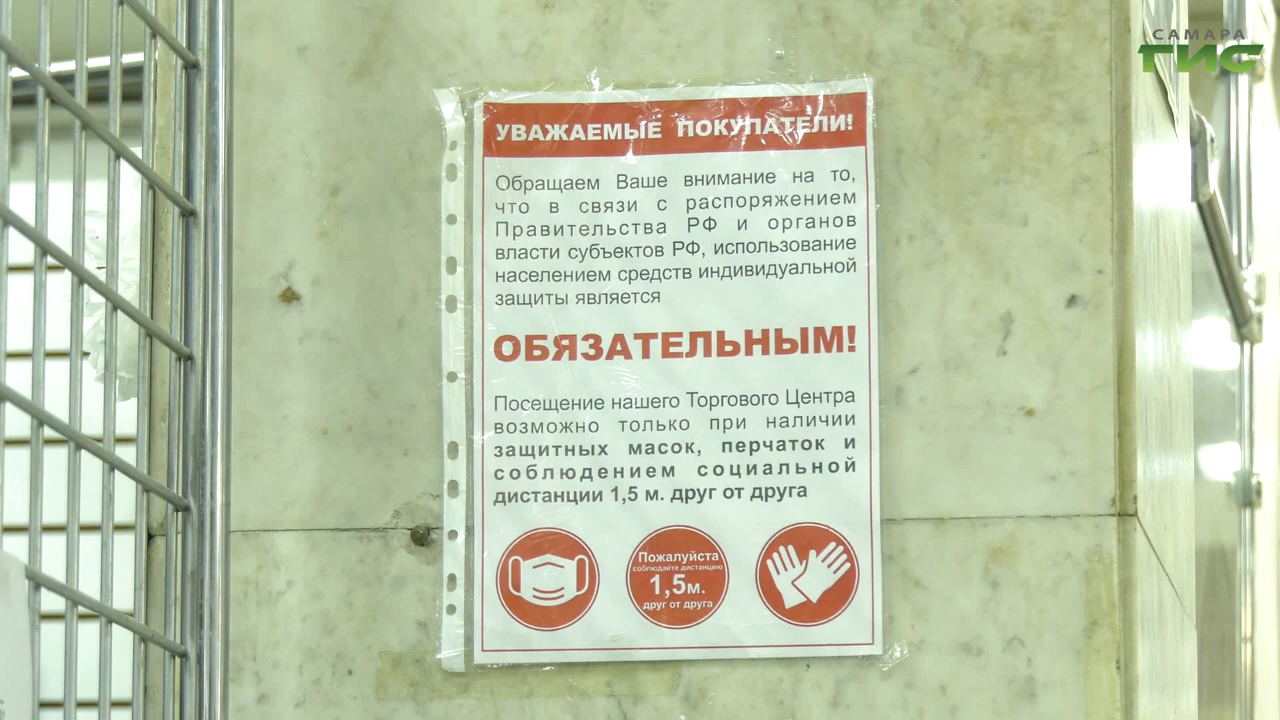 САМАРА
ГИС
УВАЖАЕМЫЕ ПОКУПАТЕЛИ!
Обращаем Ваше внимание на то,
что в связи с распоряжением
Правительства РФ и органов
власти субъектов РФ, использование
населением средств индивидуальной
защиты является
ОБЯЗАТЕЛЬНЫМ!
Посещение нашего Торгового Центра
возможно только при наличии
защитных масок, перчаток и
соблюдением социальной
дистанции 1,5 м. друг от друга
Пожалуйста
соблюдайте дистанцию
1,5м.
друг от друга